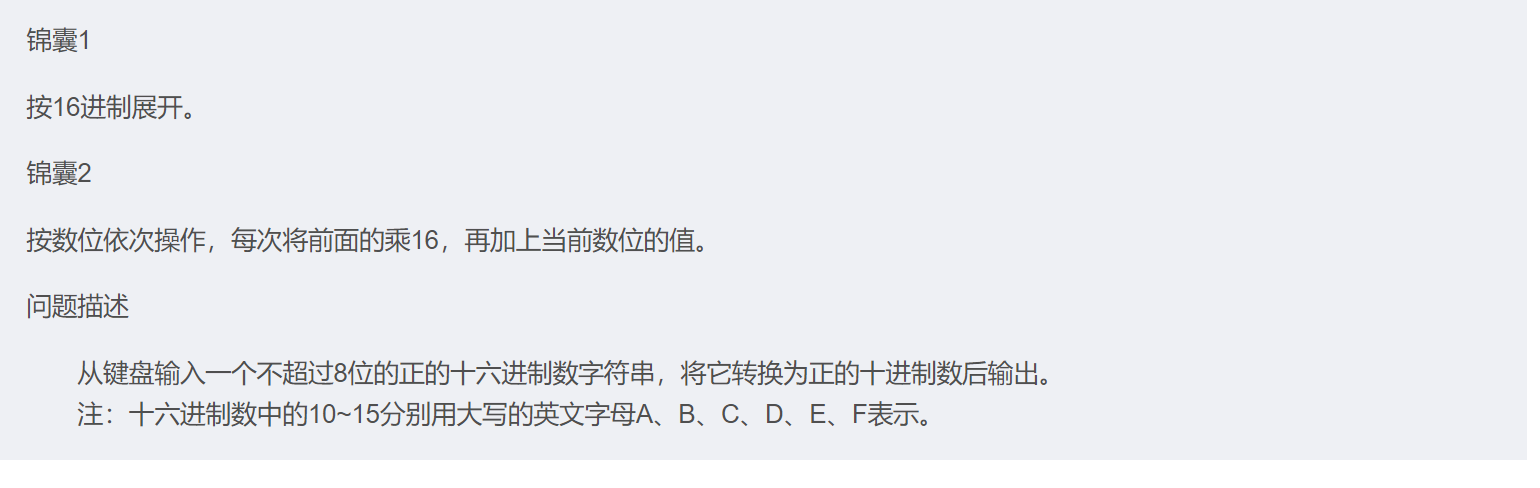 锦囊1
按16进制展开。
锦囊2
按数位依次操作，每次将前面的乘16，再加上当前数位的值。
问题描述
从键盘输入一个不超过8位的正的十六进制数字符串，将它转换为正的十进制数后输出。
注：十六进制数中的10~15分别用大写的英文字母A、B、C、D、E、F表示。